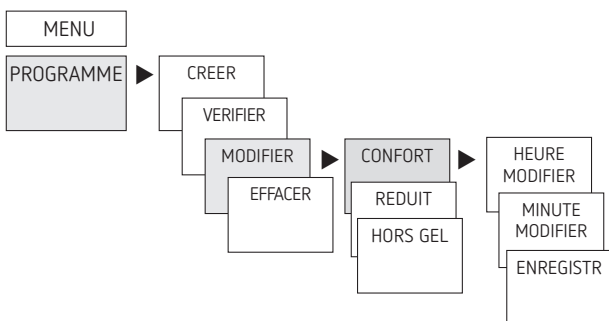 MENU
PROGRAMME
CREER
VERIFIER
MODIFIER
EFFACER
CONFORT
REDUIT
HORS GEL
HEURE
MODIFIER
MINUTE
MODIFIER
ENREGISTR